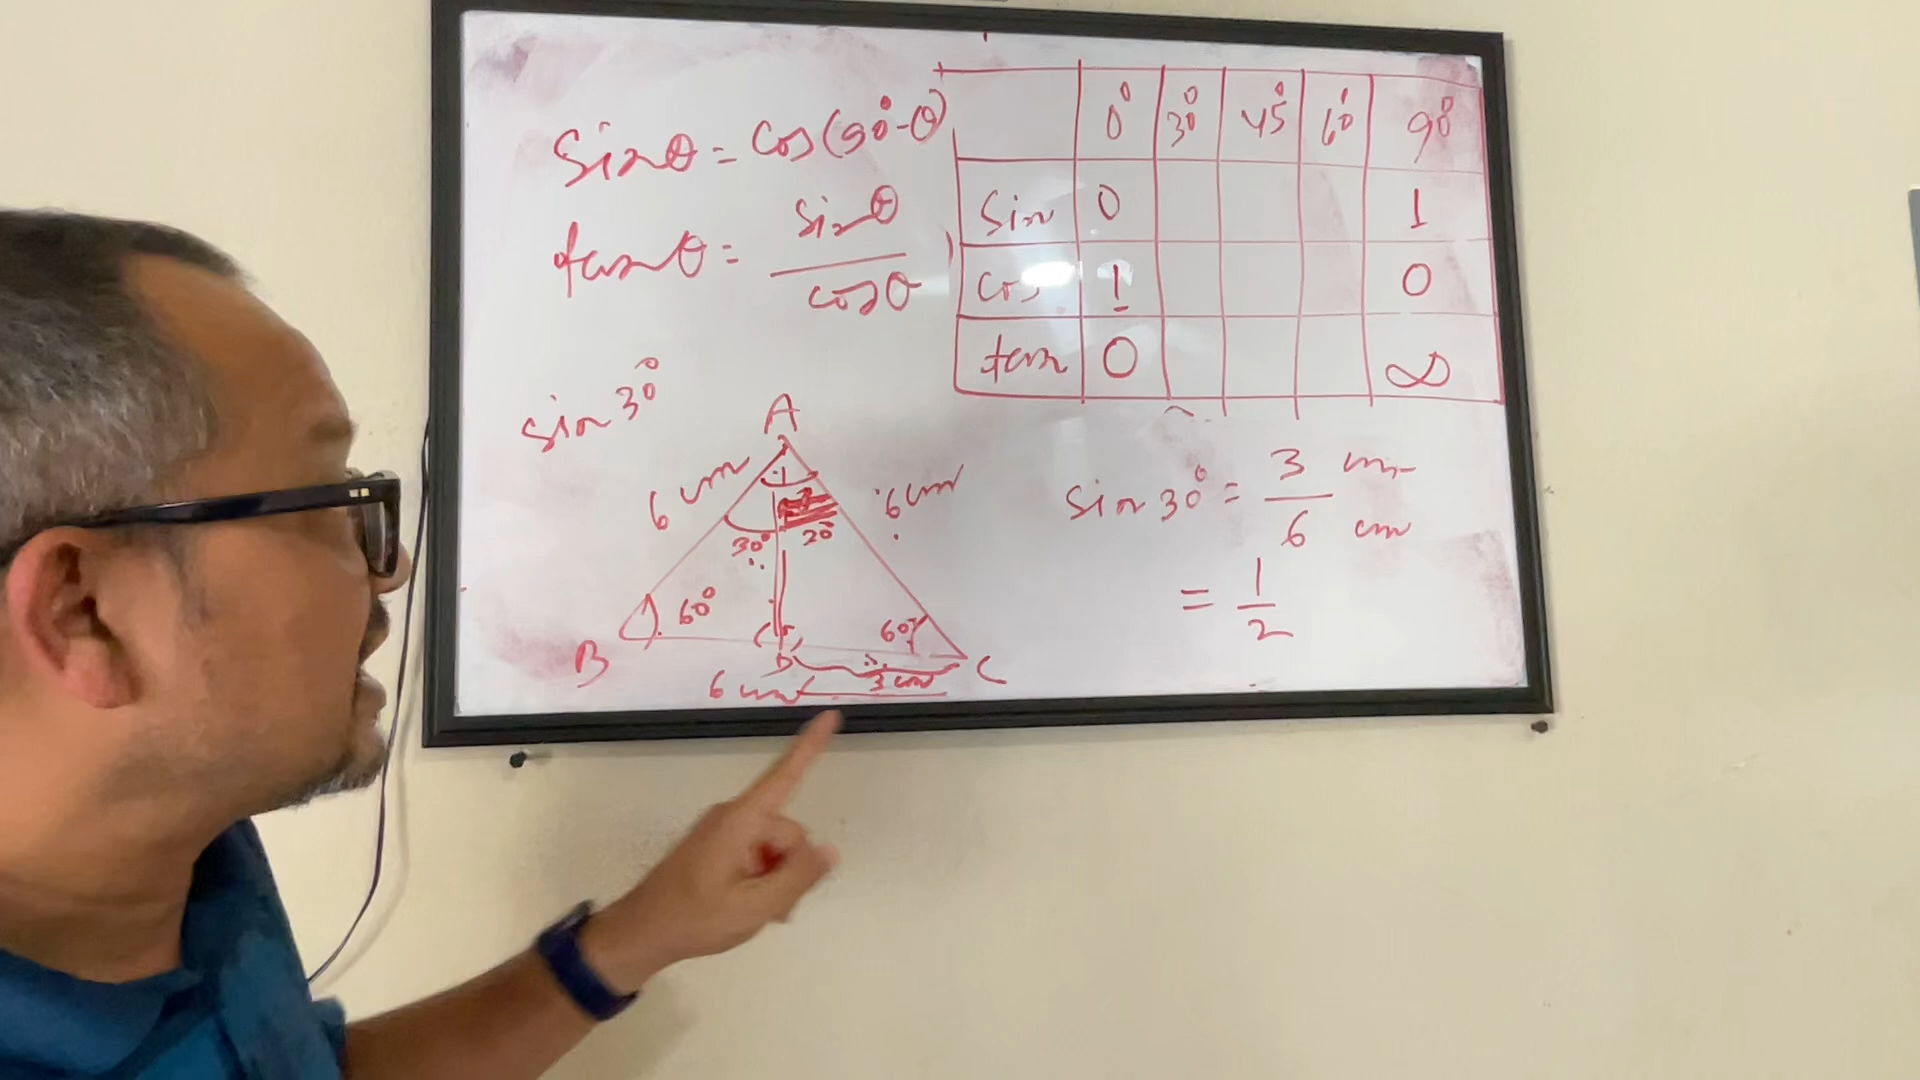 sinθ = cos(90°-θ)
tanθ = sinθ / cosθ
0° 30° 45° 60° 90°
sin 0 1
cos 1 0
tan 0 ∞
sin 30°
A
6 cm
6 cm
30° 30°
60°
60°
B
D
C
6 cm
3 cm
sin 30° = 3 cm / 6 cm
= 1/2